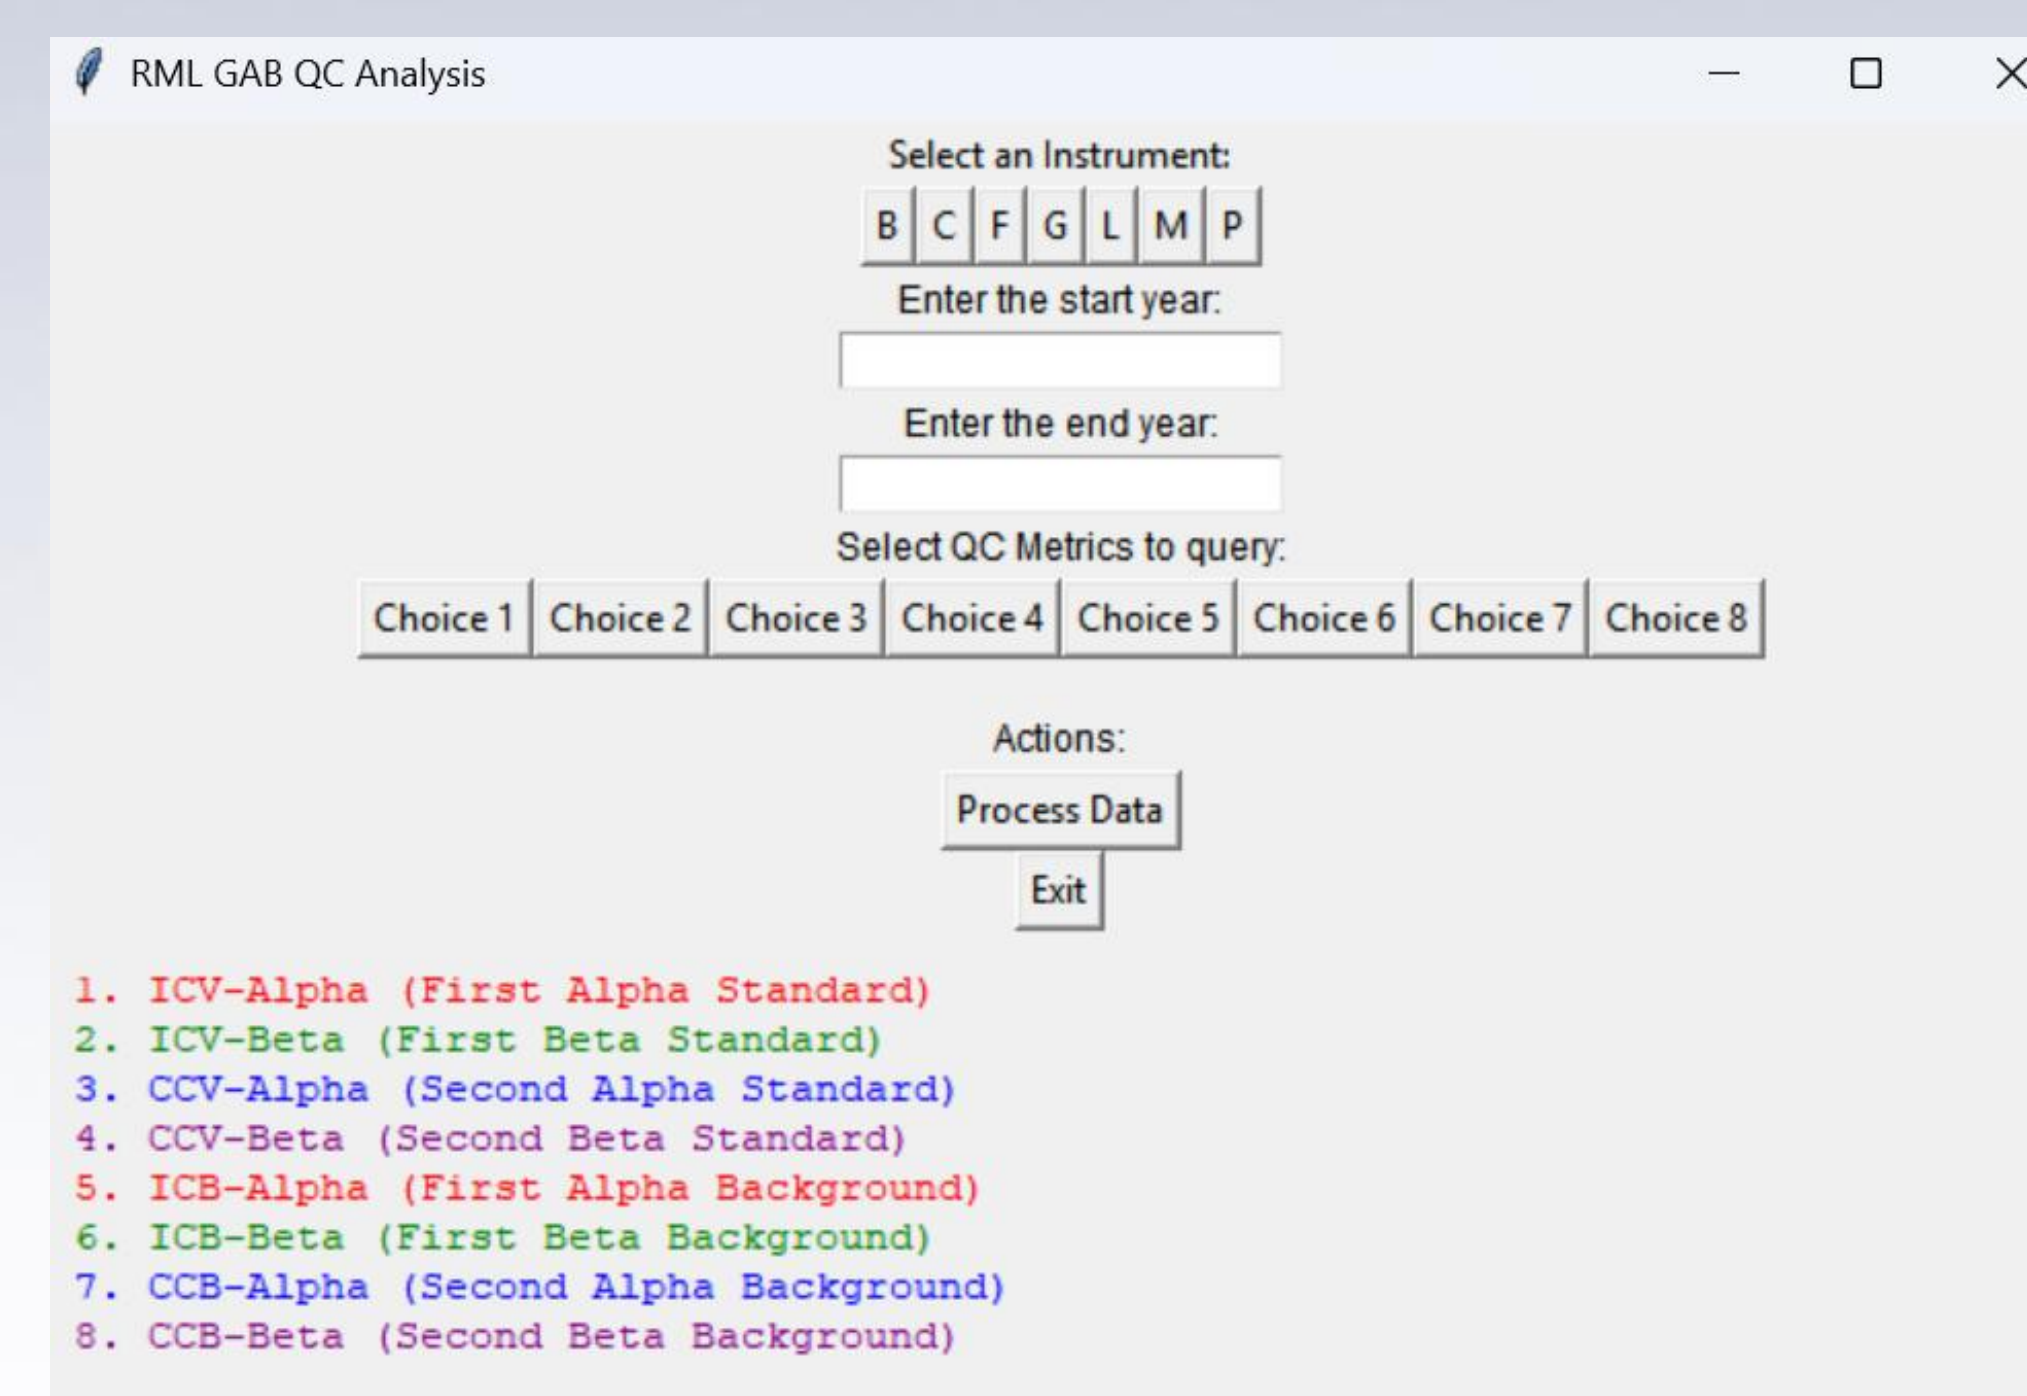 RML GAB QC Analysis
Select an Instrument:
B C F G L M P
Enter the start year:
Enter the end year:
Select QC Metrics to query:
Choice 1 Choice 2 Choice 3 Choice 4 Choice 5 Choice 6 Choice 7 Choice 8
Actions:
Process Data
Exit
1. ICV-Alpha (First Alpha Standard)
2. ICV-Beta (First Beta Standard)
3. CCV-Alpha (Second Alpha Standard)
4. CCV-Beta (Second Beta Standard)
5. ICB-Alpha (First Alpha Background)
6. ICB-Beta (First Beta Background)
7. CCB-Alpha (Second Alpha Background)
8. CCB-Beta (Second Beta Background)